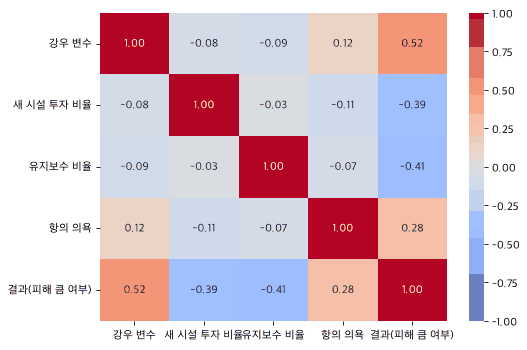 강우 변수 1.00 -0.08 -0.09 0.12 0.52
새 시설 투자 비율 -0.08 1.00 -0.03 -0.11 -0.39
유지보수 비율 -0.09 -0.03 1.00 -0.07 -0.41
항의 의욕 0.12 -0.11 -0.07 1.00 0.28
결과(피해 큼 여부) 0.52 -0.39 -0.41 0.28 1.00
강우 변수 새 시설 투자 비율 유지보수 비율 항의 의욕 결과(피해 큼 여부)
1.00
0.75
0.50
0.25
0.00
-0.25
-0.50
-0.75
-1.00